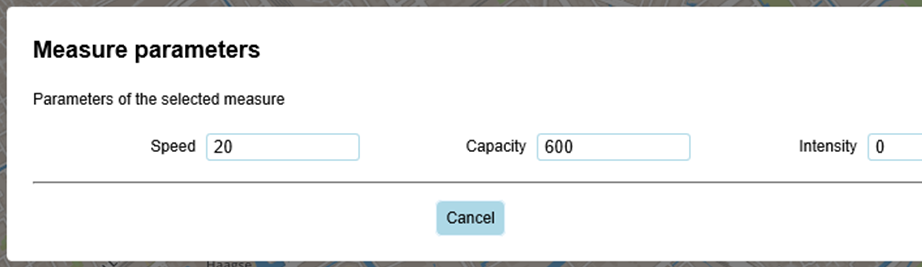 Measure parameters
Parameters of the selected measure
Speed 20 Capacity 600 Intensity 0
Cancel
Haagse